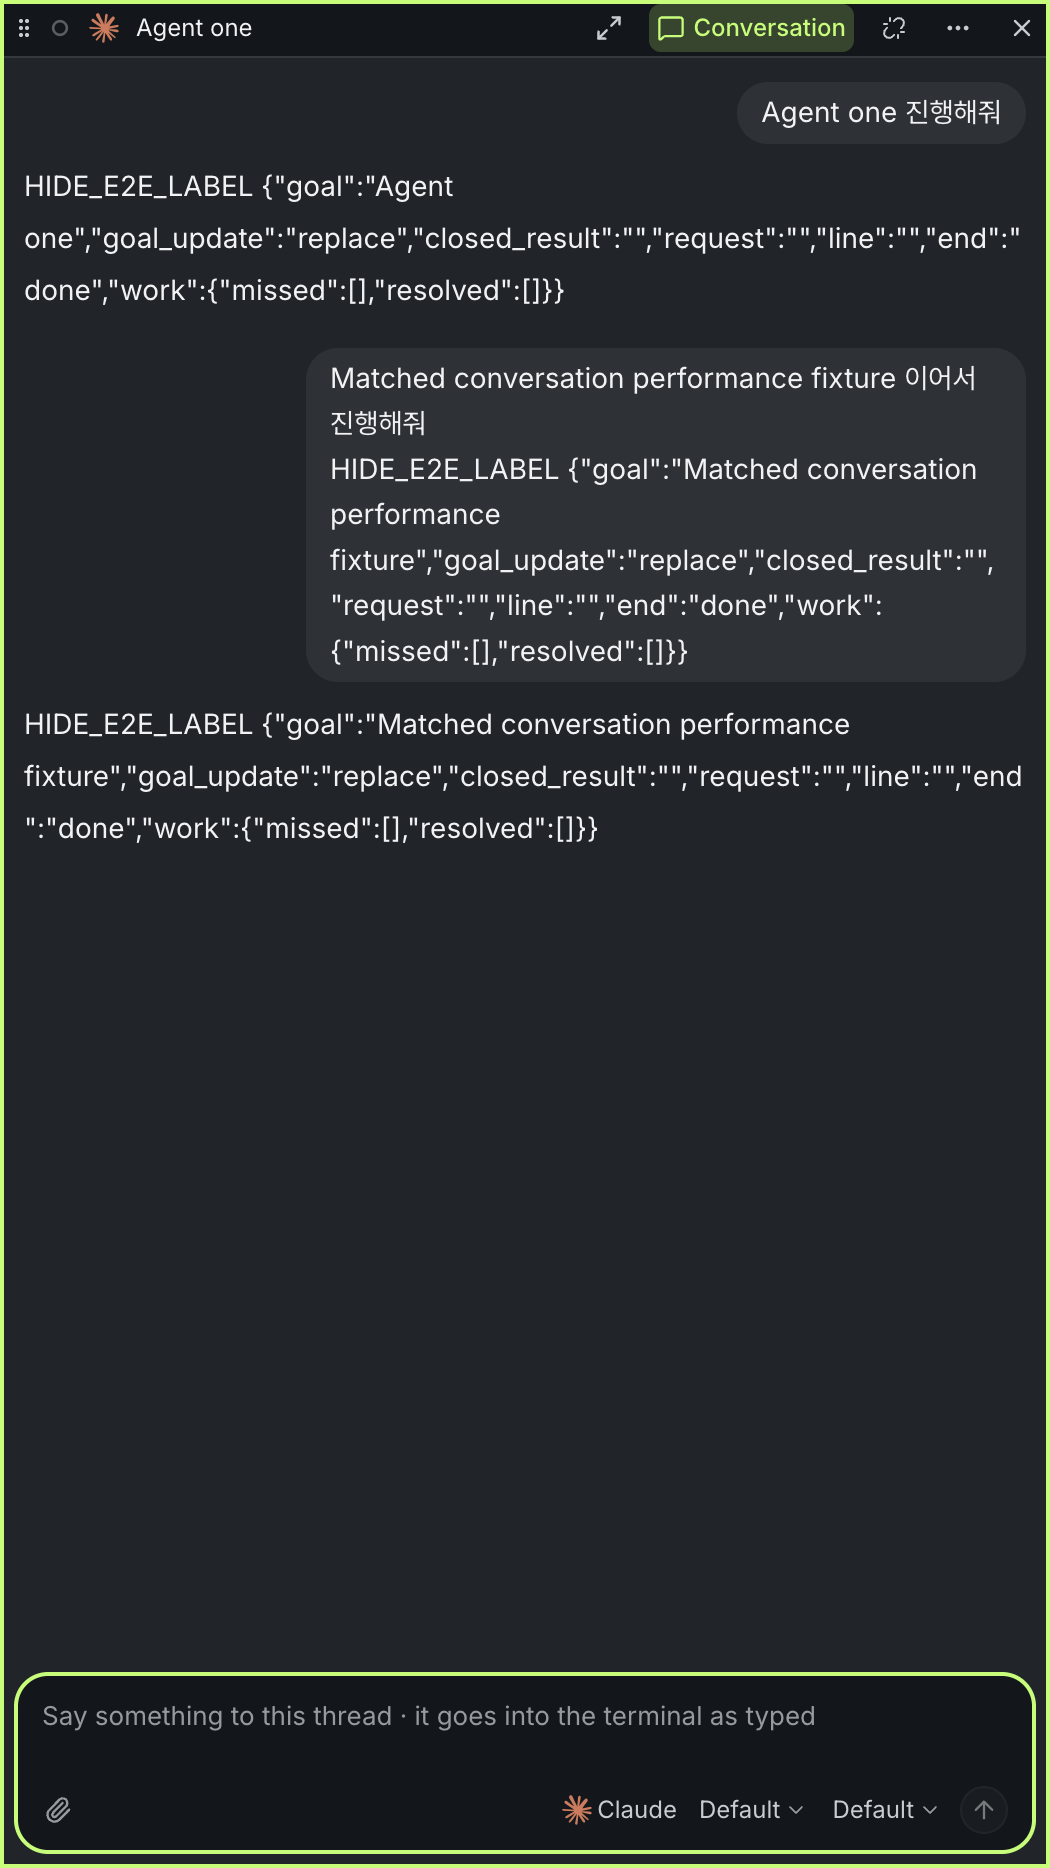 Agent one
Conversation
Agent one 진행해줘
HIDE_E2E_LABEL {"goal":"Agent
one","goal_update":"replace","closed_result":"","request":"","line":"","end":"
done","work":{"missed":[],"resolved":[]}}
Matched conversation performance fixture 이어서
진행해줘
HIDE_E2E_LABEL {"goal":"Matched conversation
performance
fixture","goal_update":"replace","closed_result":"",
"request":"","line":"","end":"done","work":
{"missed":[],"resolved":[]}}
HIDE_E2E_LABEL {"goal":"Matched conversation performance
fixture","goal_update":"replace","closed_result":"","request":"","line":"","end
":"done","work":{"missed":[],"resolved":[]}}
Say something to this thread · it goes into the terminal as typed
Claude Default Default